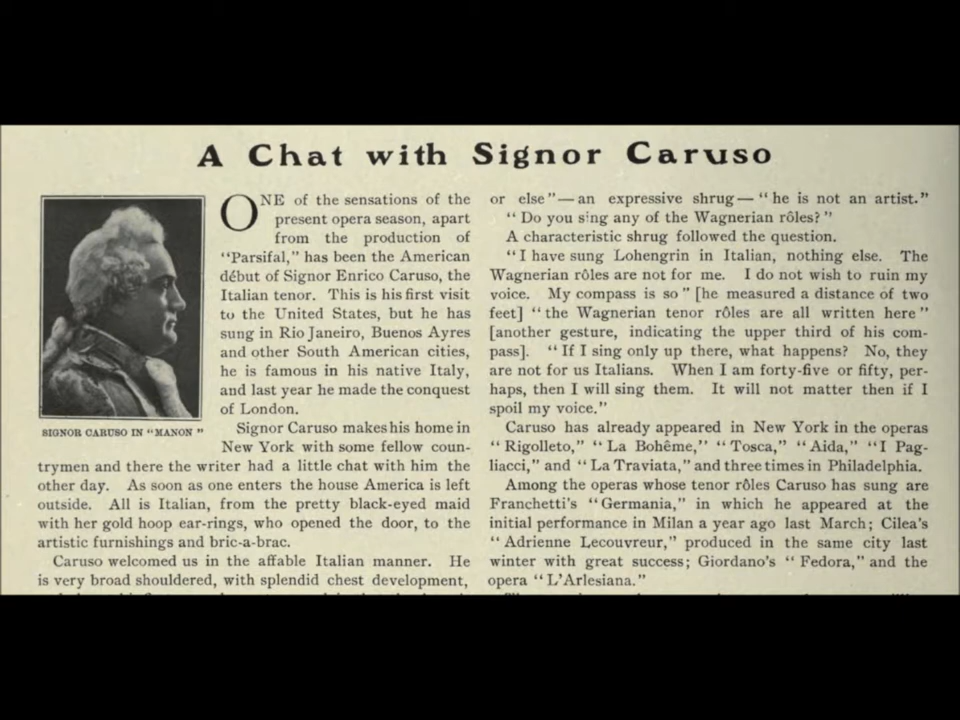 A Chat with Signor Caruso
ONE of the sensations of the
present opera season, apart
from the production of
"Parsifal," has been the American
début of Signor Enrico Caruso, the
Italian tenor. This is his first visit
to the United States, but he has
sung in Rio Janeiro, Buenos Ayres
and other South American cities,
he is famous in his native Italy,
and last year he made the conquest
of London.
SIGNOR CARUSO IN "MANON"
Signor Caruso makes his home in
New York with some fellow coun-
trymen and there the writer had a little chat with him the
other day. As soon as one enters the house America is left
outside. All is Italian, from the pretty black-eyed maid
with her gold hoop ear-rings, who opened the door, to the
artistic furnishings and bric-a-brac.
Caruso welcomed us in the affable Italian manner. He
is very broad shouldered, with splendid chest development,
or else"—an expressive shrug—"he is not an artist."
"Do you sing any of the Wagnerian rôles?"
A characteristic shrug followed the question.
"I have sung Lohengrin in Italian, nothing else. The
Wagnerian rôles are not for me. I do not wish to ruin my
voice. My compass is so" [he measured a distance of two
feet] "the Wagnerian tenor rôles are all written here"
[another gesture, indicating the upper third of his com-
pass]. "If I sing only up there, what happens? No, they
are not for us Italians. When I am forty-five or fifty, per-
haps, then I will sing them. It will not matter then if I
spoil my voice."
Caruso has already appeared in New York in the operas
"Rigolleto," "La Bohême," "Tosca," "Aida," "I Pag-
liacci," and "La Traviata," and three times in Philadelphia.
Among the operas whose tenor rôles Caruso has sung are
Franchetti's "Germania," in which he appeared at the
initial performance in Milan a year ago last March; Cilea's
"Adrienne Lecouvreur," produced in the same city last
winter with great success; Giordano's "Fedora," and the
opera "L'Arlesiana."